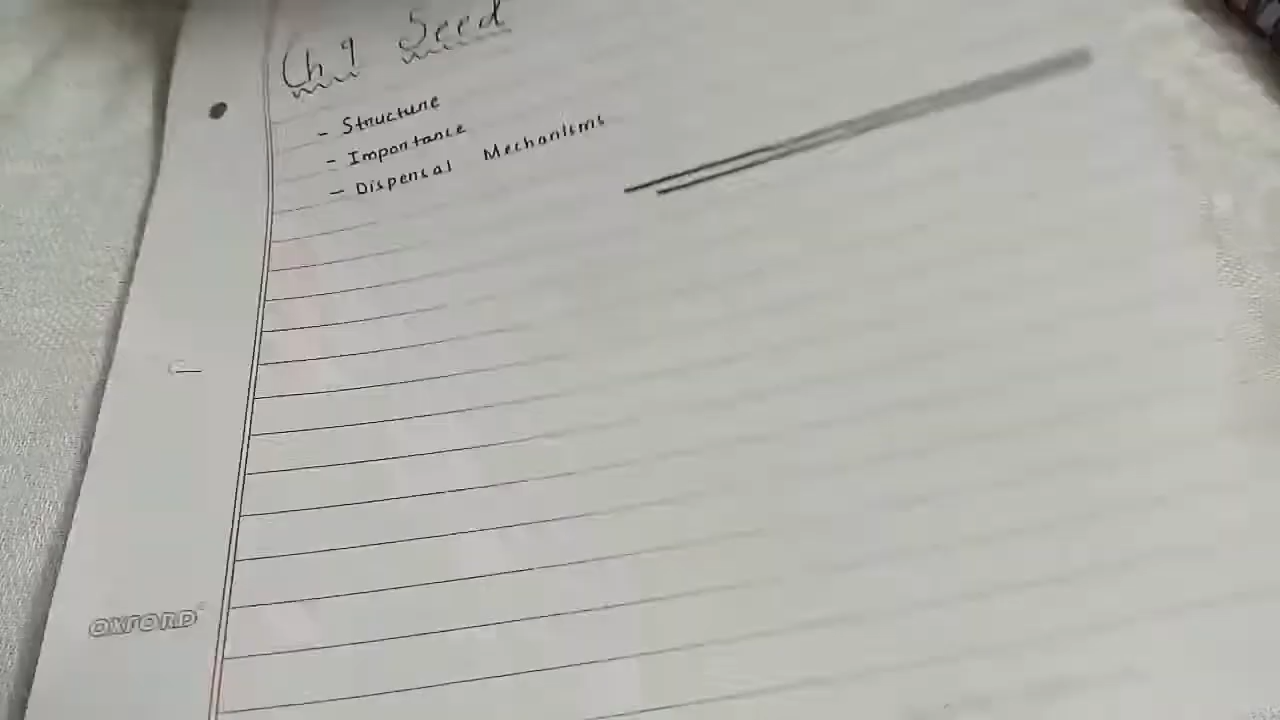 Ch 9 Seed
- Structure
- Importance
- Dispersal Mechanisms
OXFORD